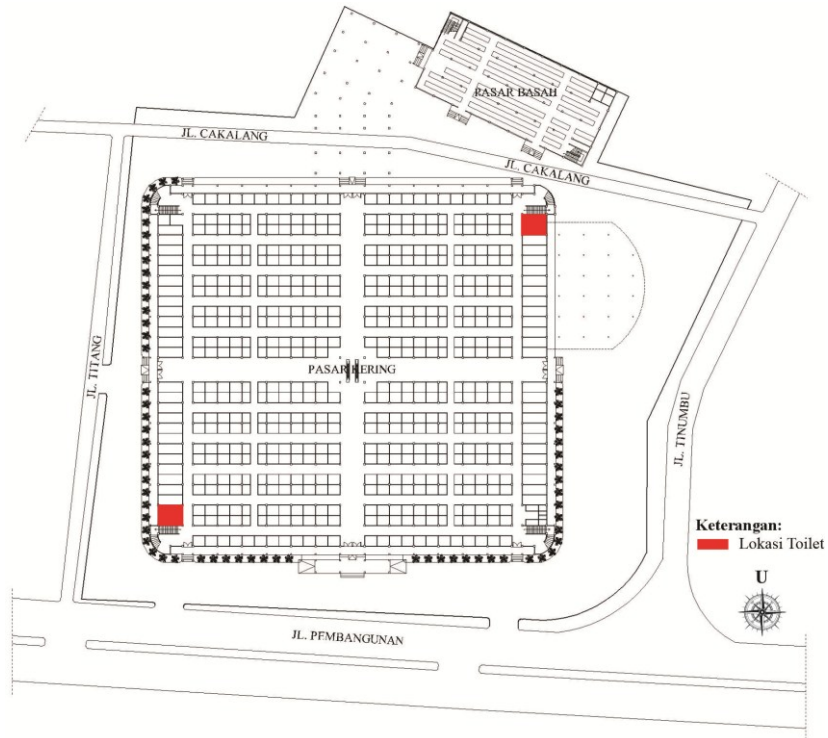 PASAR BASAH
JL. CAKALANG
JL. CAKALANG
PASAR KERING
JL. TITANG
JL. TINUMBU
Keterangan:
Lokasi Toilet
U
JL. PEMBANGUNAN